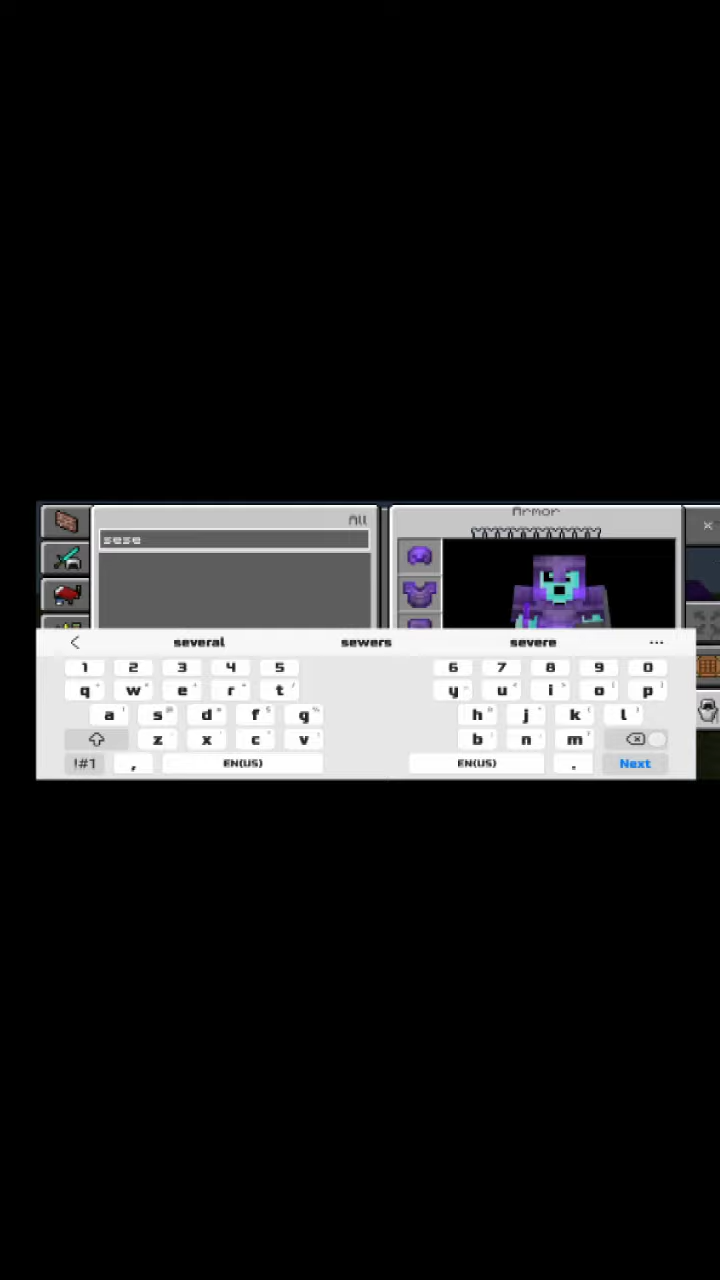 All
Armor
sese
several sewers severe ...
1 2 3 4 5 6 7 8 9 0
q w e r t y u i o p
a s d f g h j k l
z x c v b n m
!#1 , EN(US) EN(US) . Next